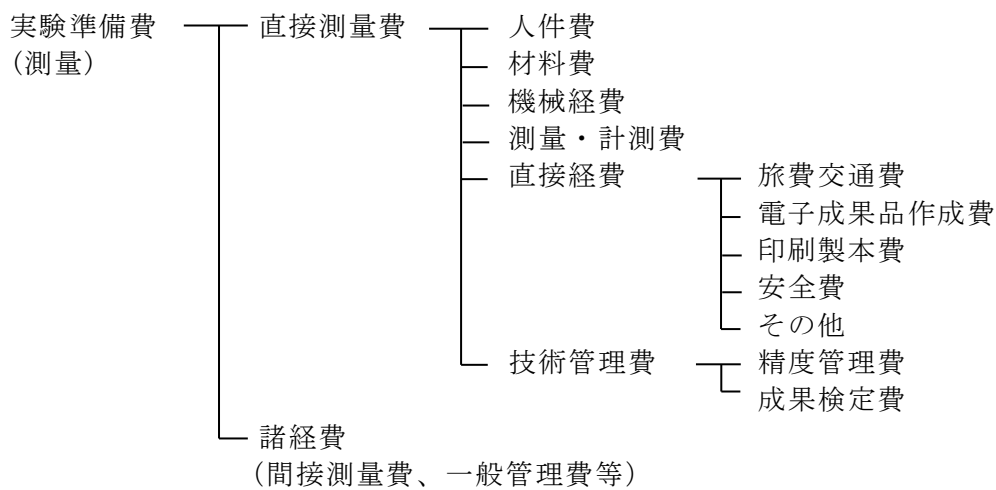 実験準備費 直接測量費 人件費
(測量) 材料費
機械経費
測量・計測費
直接経費 旅費交通費
電子成果品作成費
印刷製本費
安全費
その他
技術管理費 精度管理費
成果検定費
諸経費
(間接測量費、一般管理費等)